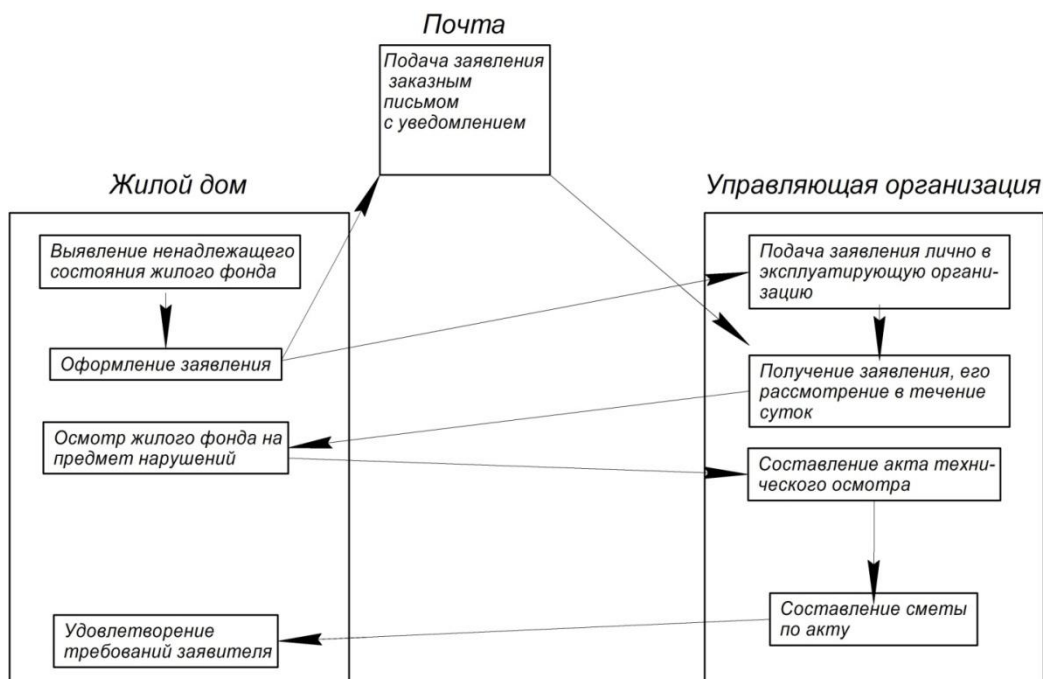 Почта
Подача заявления
заказным
письмом
с уведомлением
Жилой дом
Выявление ненадлежащего
состояния жилого фонда
Оформление заявления
Осмотр жилого фонда на
предмет нарушений
Удовлетворение
требований заявителя
Управляющая организация
Подача заявления лично в
эксплуатирующую органи-
зацию
Получение заявления, его
рассмотрение в течение
суток
Составление акта техни-
ческого осмотра
Составление сметы
по акту